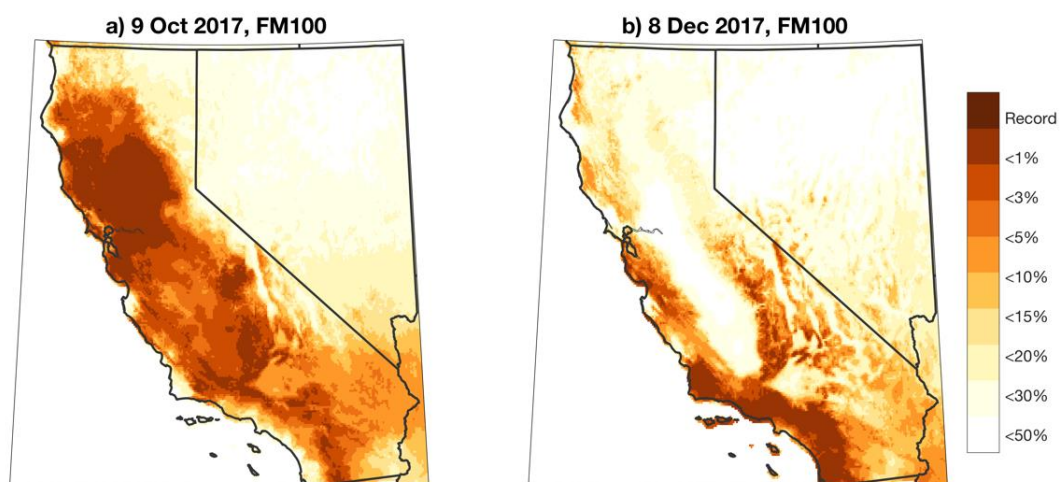 a) 9 Oct 2017, FM100
b) 8 Dec 2017, FM100
Record
<1%
<3%
<5%
<10%
<15%
<20%
<30%
<50%